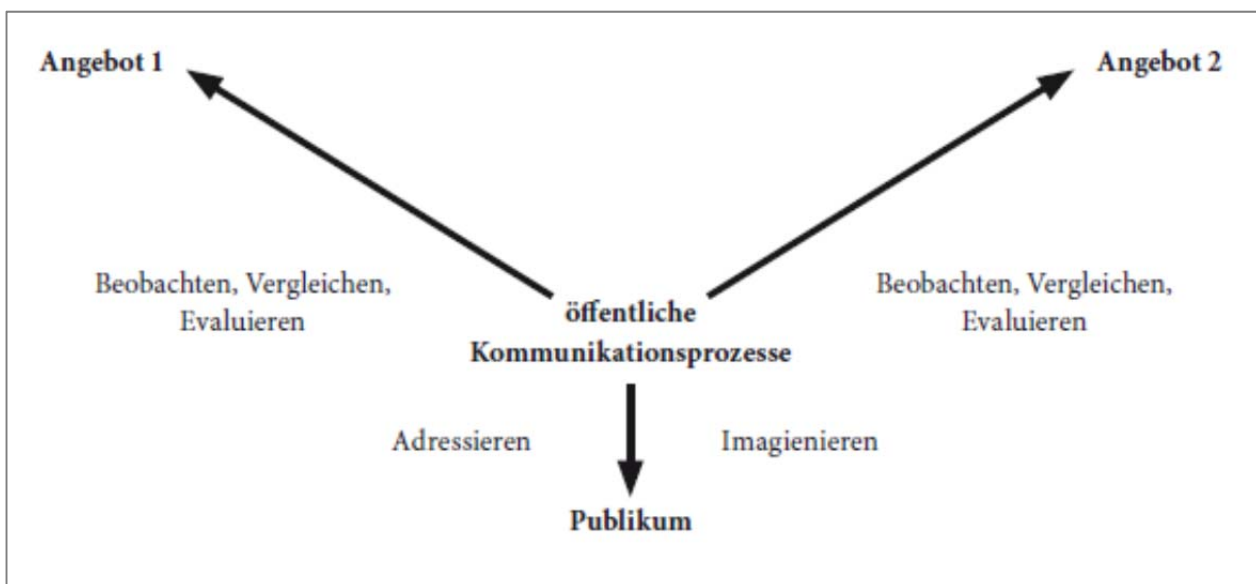 Angebot 1
Angebot 2
Beobachten, Vergleichen,
Evaluieren
Beobachten, Vergleichen,
Evaluieren
öffentliche
Kommunikationsprozesse
Adressieren
Imagienieren
Publikum